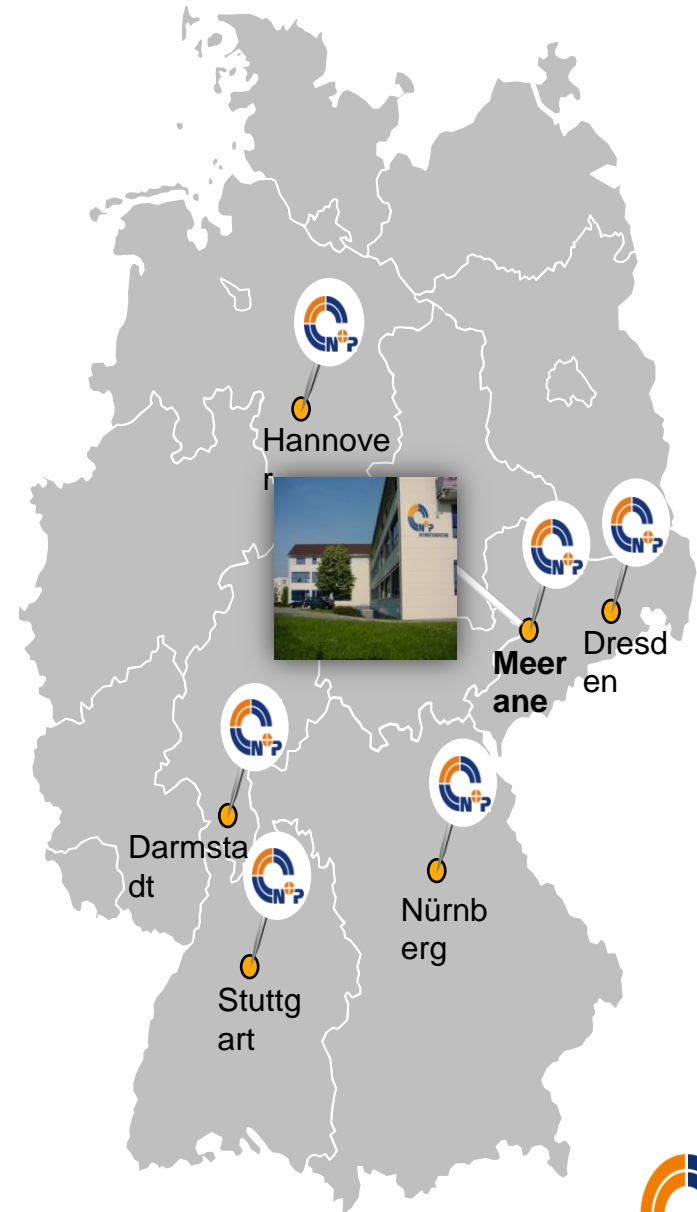 N+P
Hannove
r
N+P
N+P
N+P
Meer
ane
Dresd
en
N+P
N+P
Darmsta
dt
N+P
Nürnb
erg
Stuttg
art